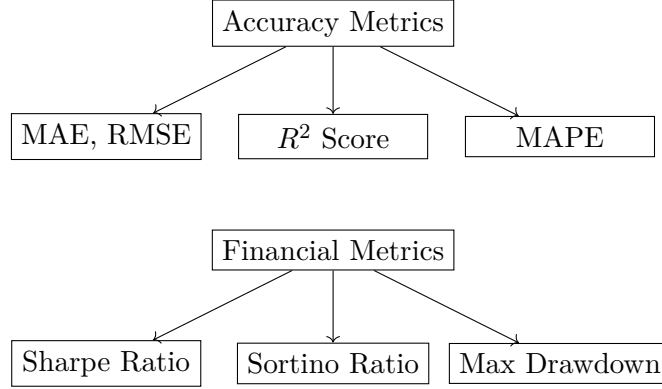 Accuracy Metrics
MAE, RMSE
R² Score
MAPE
Financial Metrics
Sharpe Ratio
Sortino Ratio
Max Drawdown